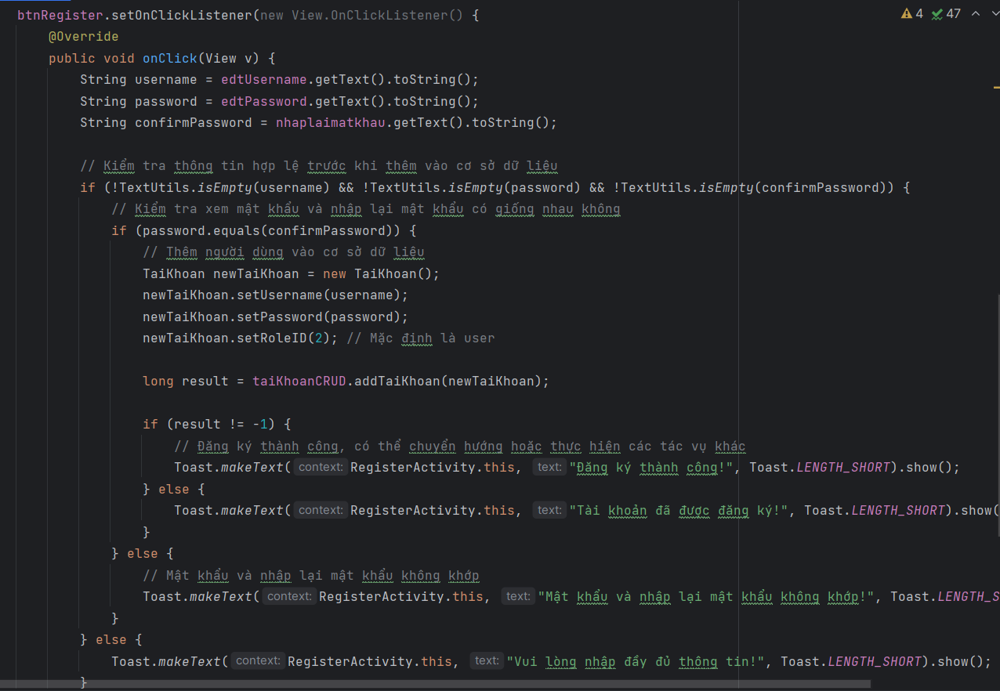 btnRegister.setOnClickListener(new View.OnClickListener() {
4 47
@Override
public void onClick(View v) {
String username = edtUsername.getText().toString();
String password = edtPassword.getText().toString();
String confirmPassword = nhaplaimatkhau.getText().toString();
// Kiểm tra thông tin hợp lệ trước khi thêm vào cơ sở dữ liệu
if (!TextUtils.isEmpty(username) && !TextUtils.isEmpty(password) && !TextUtils.isEmpty(confirmPassword)) {
// Kiểm tra xem mật khẩu và nhập lại mật khẩu có giống nhau không
if (password.equals(confirmPassword)) {
// Thêm người dùng vào cơ sở dữ liệu
TaiKhoan newTaiKhoan = new TaiKhoan();
newTaiKhoan.setUsername(username);
newTaiKhoan.setPassword(password);
newTaiKhoan.setRoleID(2); // Mặc định là user
long result = taiKhoanCRUD.addTaiKhoan(newTaiKhoan);
if (result != -1) {
// Đăng ký thành công, có thể chuyển hướng hoặc thực hiện các tác vụ khác
Toast.makeText( context: RegisterActivity.this, text: "Đăng ký thành công!", Toast.LENGTH_SHORT).show();
} else {
Toast.makeText( context: RegisterActivity.this, text: "Tài khoản đã được đăng ký!", Toast.LENGTH_SHORT).show(
}
} else {
// Mật khẩu và nhập lại mật khẩu không khớp
Toast.makeText( context: RegisterActivity.this, text: "Mật khẩu và nhập lại mật khẩu không khớp!", Toast.LENGTH_S
}
} else {
Toast.makeText( context: RegisterActivity.this, text: "Vui lòng nhập đầy đủ thông tin!", Toast.LENGTH_SHORT).show();
}